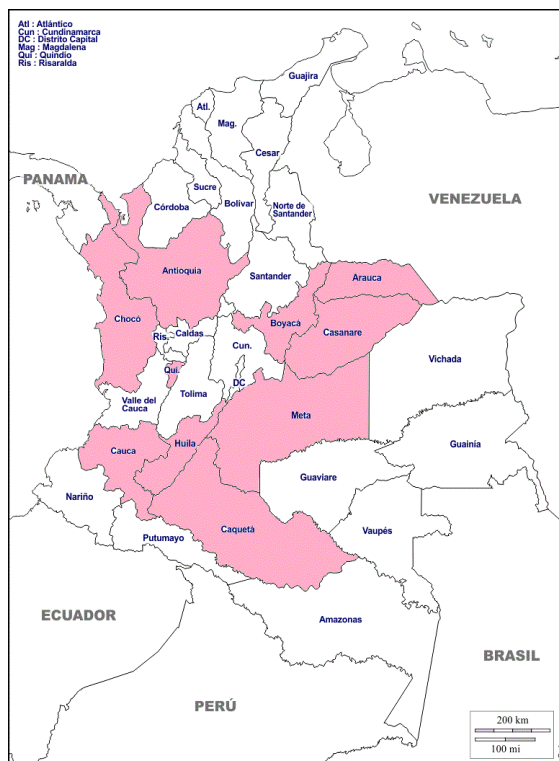 Atl : Atlántico
Cun : Cundinamarca
DC : Distrito Capital
Mag : Magdalena
Qui : Quindío
Ris : Risaralda
Guajira
Atl.
Mag.
Cesar
PANAMA
Sucre
Córdoba
Bolívar
Norte de
Santander
VENEZUELA
Antioquia
Santander
Arauca
Chocó
Boyacà
Ris.
Caldas
Cun.
Casanare
Vichada
Qui.
DC
Valle del
Cauca
Tolima
Meta
Cauca
Huila
Guainía
Guaviare
Nariño
Caquetà
Vaupés
Putumayo
ECUADOR
Amazonas
BRASIL
PERÚ
200 km
100 mi